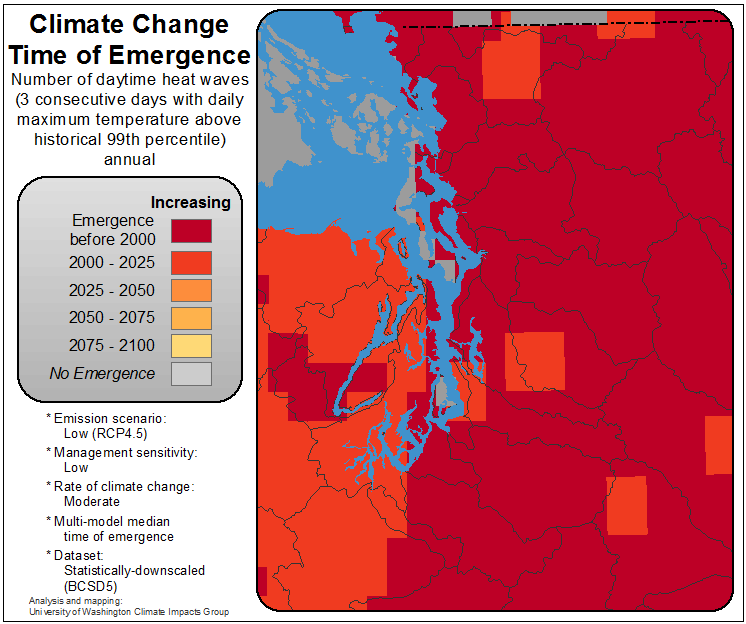 Climate Change
Time of Emergence
Number of daytime heat waves
(3 consecutive days with daily
maximum temperature above
historical 99th percentile)
annual
Increasing
Emergence
before 2000
2000 - 2025
2025 - 2050
2050 - 2075
2075 - 2100
No Emergence
* Emission scenario:
Low (RCP4.5)
* Management sensitivity:
Low
* Rate of climate change:
Moderate
* Multi-model median
time of emergence
* Dataset:
Statistically-downscaled
(BCSD5)
Analysis and mapping:
University of Washington Climate Impacts Group